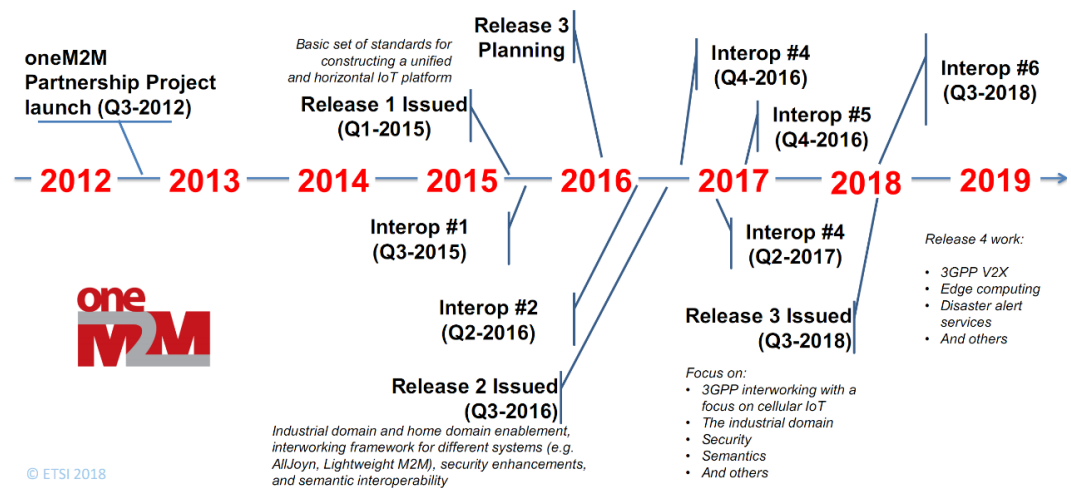 oneM2M
Partnership Project
launch (Q3-2012)
Basic set of standards for
constructing a unified
and horizontal IoT platform
Release 1 Issued
(Q1-2015)
Release 3
Planning
Interop #4
(Q4-2016)
Interop #5
(Q4-2016)
Interop #6
(Q3-2018)
2012 2013 2014 2015 2016 2017 2018 2019
Interop #1
(Q3-2015)
Interop #2
(Q2-2016)
Release 2 Issued
(Q3-2016)
Industrial domain and home domain enablement,
interworking framework for different systems (e.g.
AllJoyn, Lightweight M2M), security enhancements,
and semantic interoperability
Interop #4
(Q2-2017)
Release 3 Issued
(Q3-2018)
Focus on:
• 3GPP interworking with a
focus on cellular IoT
• The industrial domain
• Security
• Semantics
• And others
Release 4 work:
• 3GPP V2X
• Edge computing
• Disaster alert
services
• And others
one
M2M
© ETSI 2018